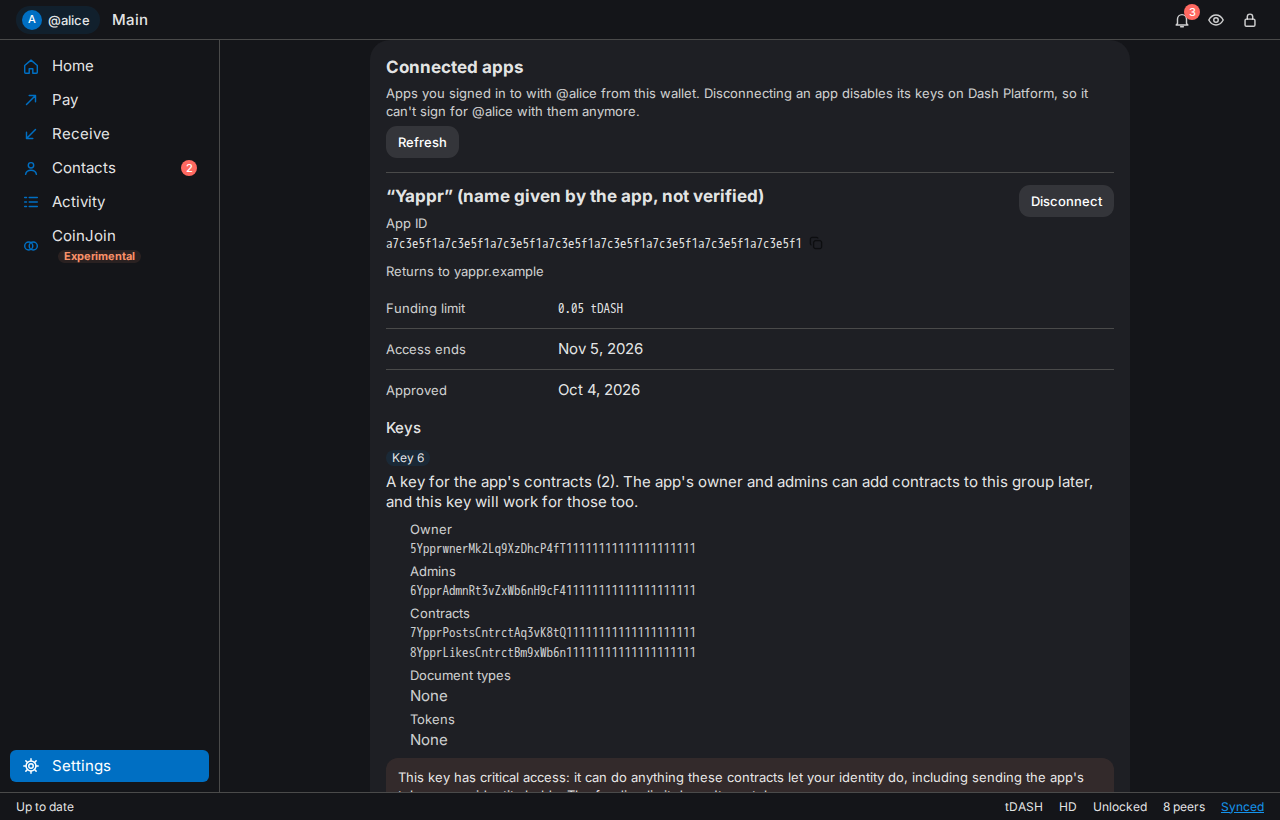 A @alice Main 3
Home
Pay
Receive
Contacts 2
Activity
CoinJoin
Experimental
Settings
Connected apps
Apps you signed in to with @alice from this wallet. Disconnecting an app disables its keys on Dash Platform, so it
can't sign for @alice with them anymore.
Refresh
“Yappr” (name given by the app, not verified)
Disconnect
App ID
a7c3e5f1a7c3e5f1a7c3e5f1a7c3e5f1a7c3e5f1a7c3e5f1a7c3e5f1a7c3e5f1
Returns to yappr.example
Funding limit 0.05 tDASH
Access ends Nov 5, 2026
Approved Oct 4, 2026
Keys
Key 6
A key for the app's contracts (2). The app's owner and admins can add contracts to this group later,
and this key will work for those too.
Owner
5YpprwnerMk2Lq9XzDhcP4fT11111111111111111111
Admins
6YpprAdmnRt3vZxWb6nH9cF411111111111111111111
Contracts
7YpprPostsCntrctAq3vK8tQ11111111111111111111
8YpprLikesCntrctBm9xWb6n11111111111111111111
Document types
None
Tokens
None
This key has critical access: it can do anything these contracts let your identity do, including sending the app's
Up to date
tDASH HD Unlocked 8 peers Synced